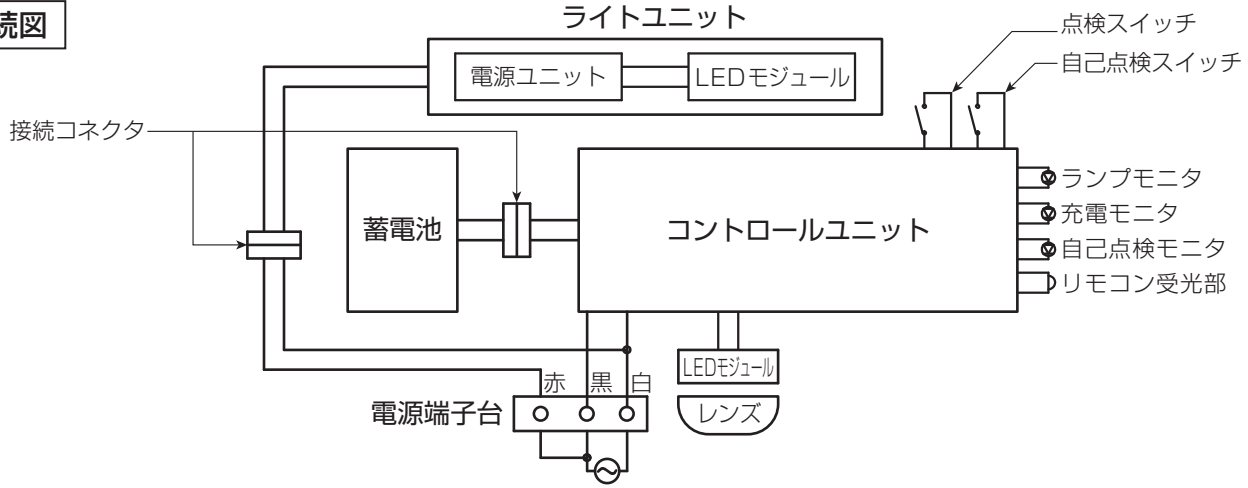 続図
ライトユニット
電源ユニット
LEDモジュール
点検スイッチ
自己点検スイッチ
接続コネクタ
蓄電池
コントロールユニット
ランプモニタ
充電モニタ
自己点検モニタ
リモコン受光部
LEDモジュール
レンズ
赤 黒 白
電源端子台